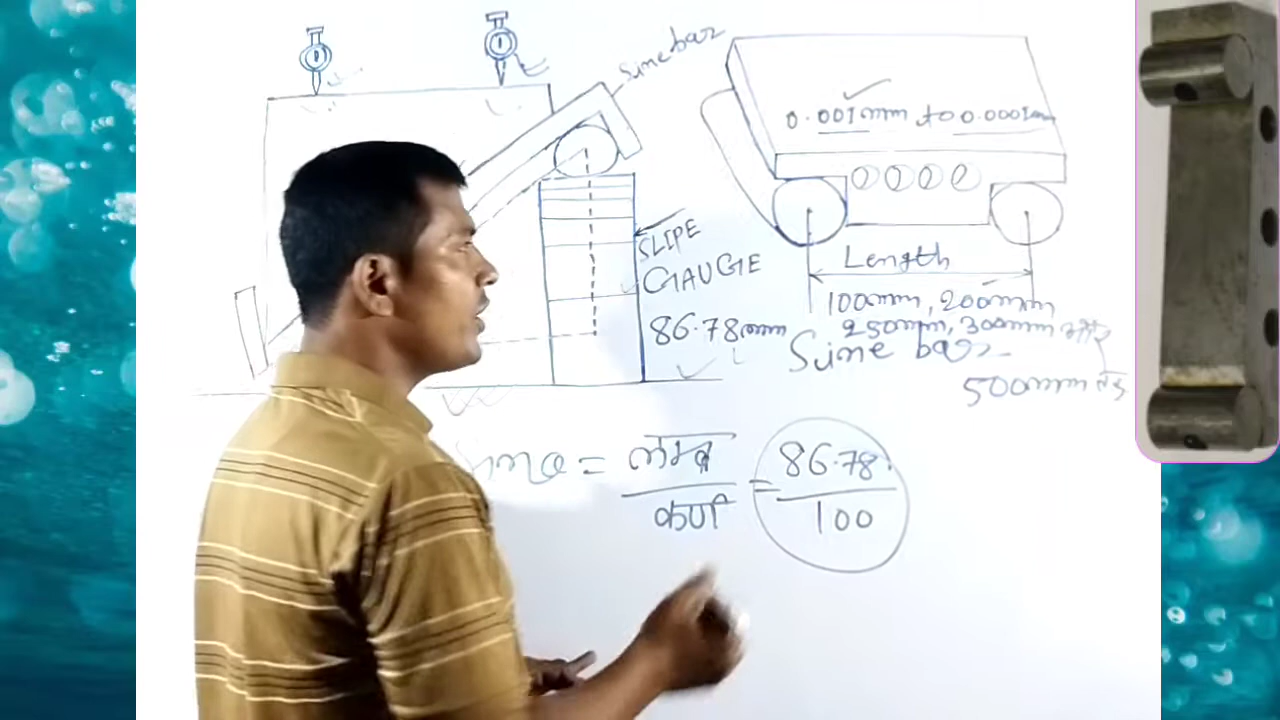 Sine bar
0.001mm to 0.0001mm
SLIPE
GAUGE
86.78mm
Length
100mm, 200mm
250mm, 300mm और
500mm तक
Sine bar
= लम्ब / कर्ण = 86.78 / 100